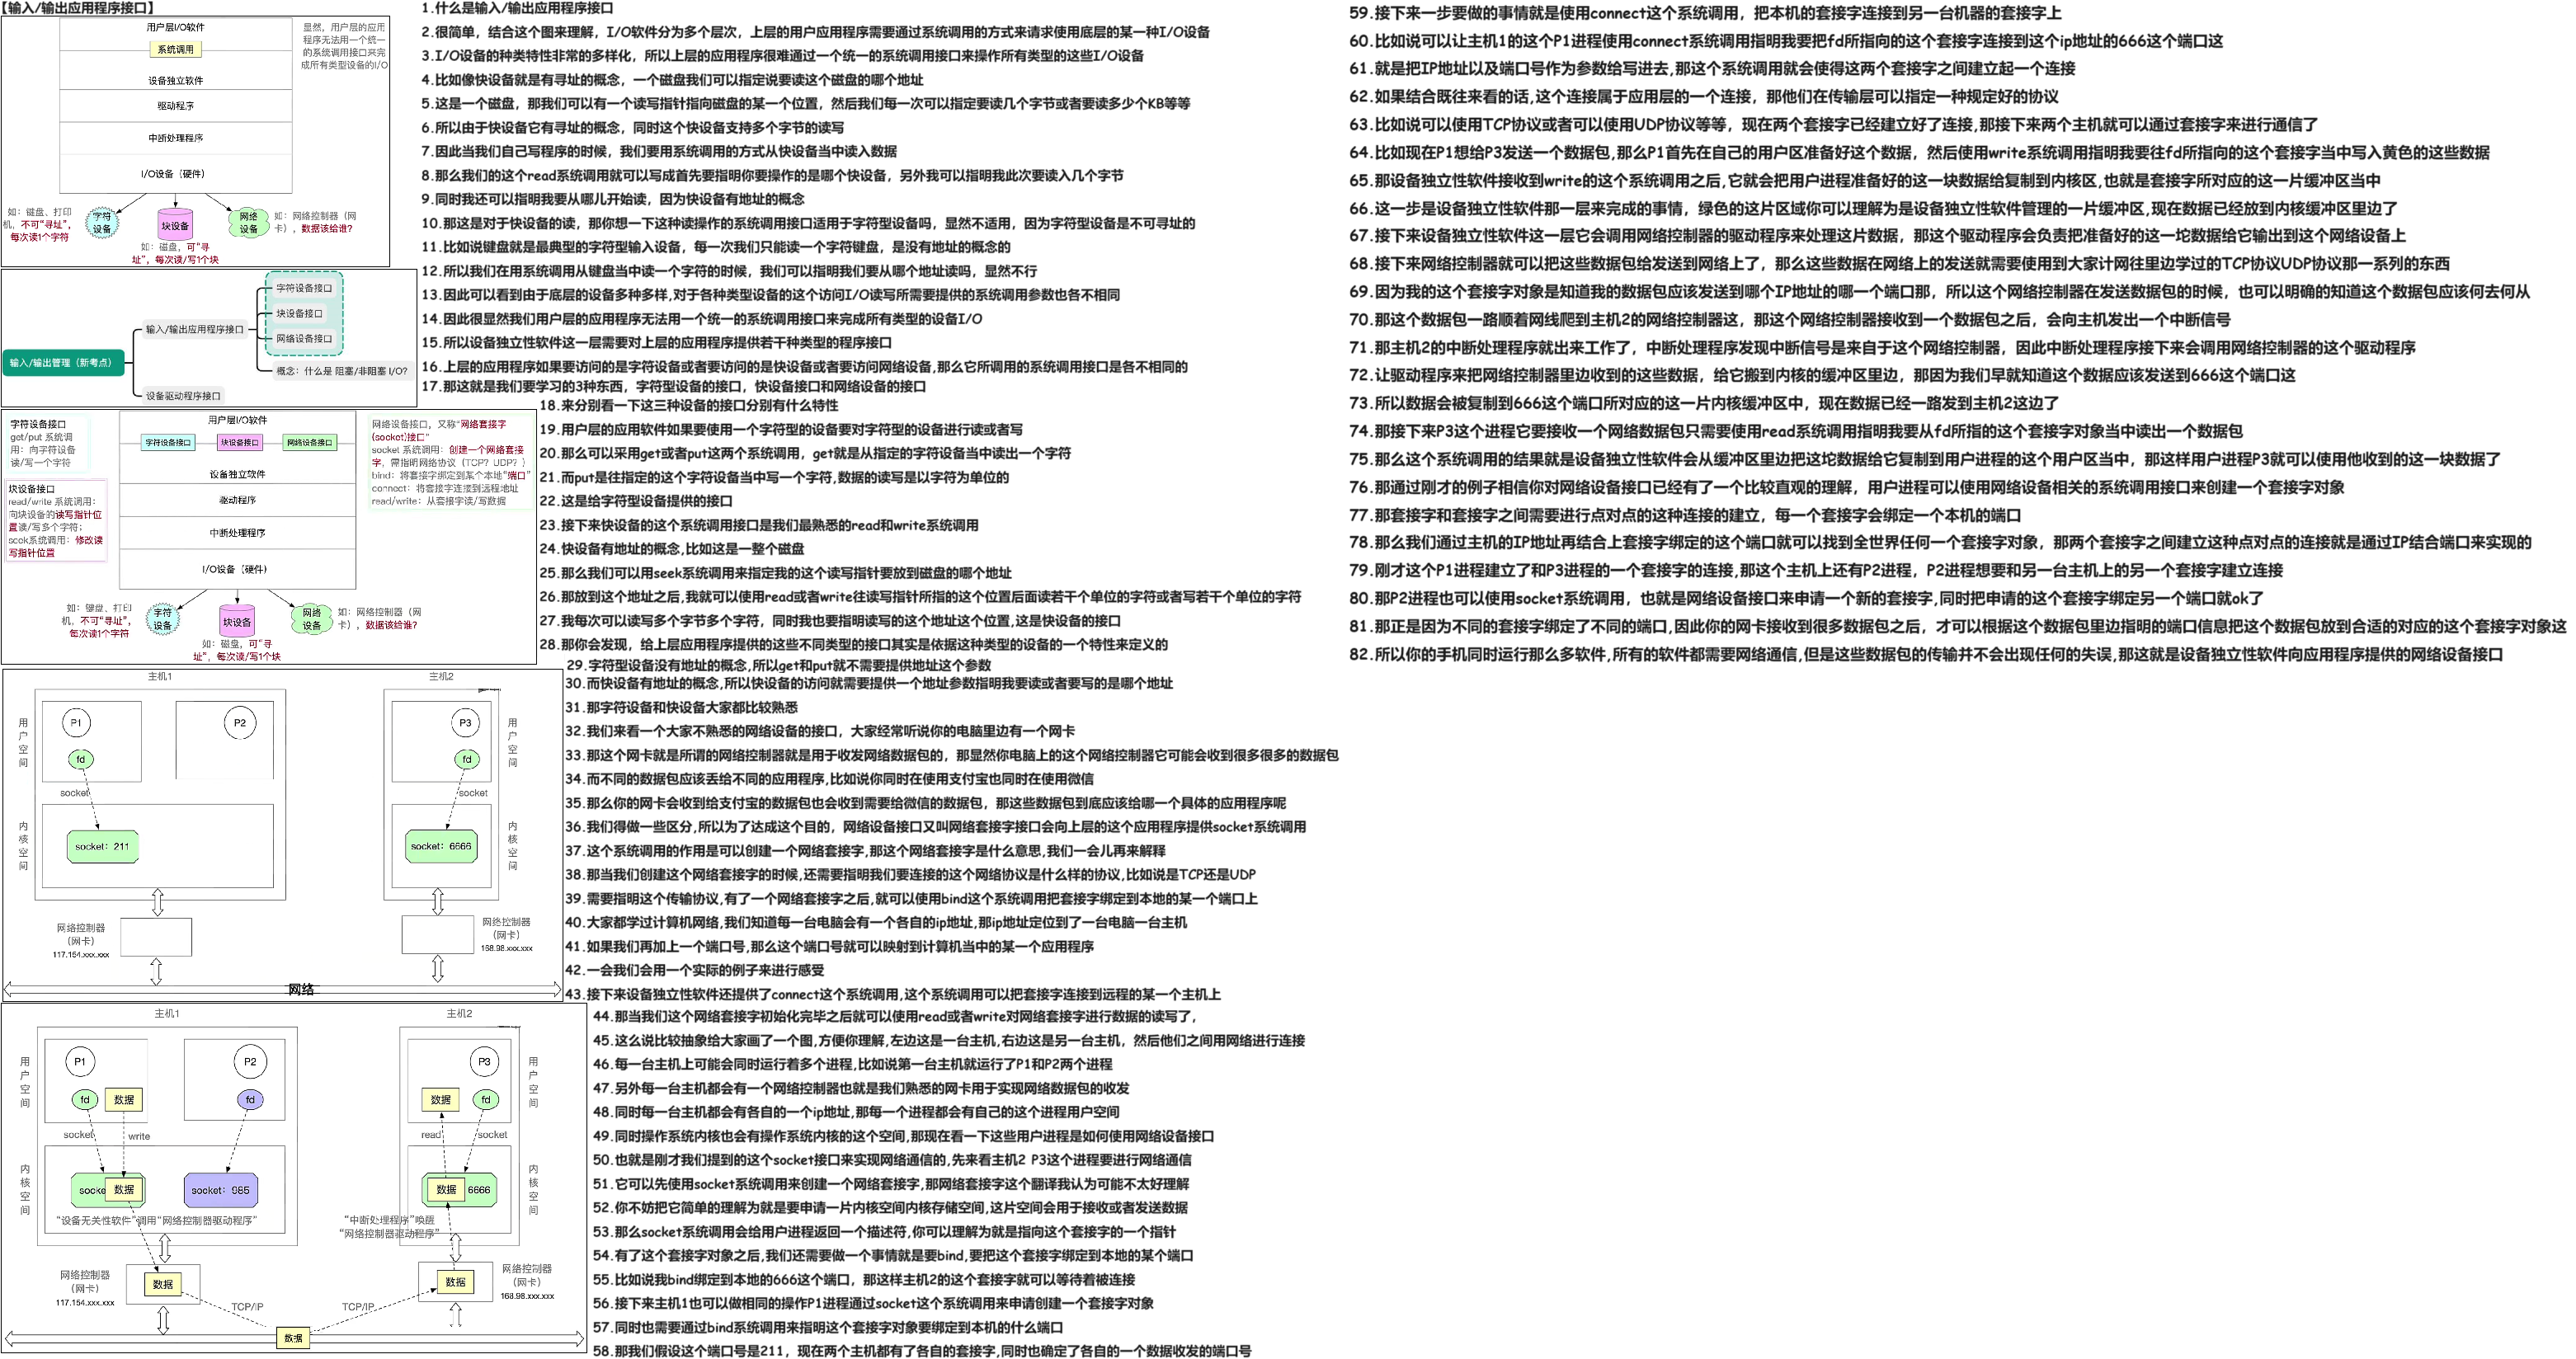 【输入/输出应用程序接口】
用户层I/O软件
系统调用
设备独立软件
驱动程序
中断处理程序
I/O设备（硬件）
显然，用户层的应用
程序无法用一个统一
的系统调用接口来完
成所有类型设备的I/O
如：键盘、打印
机，不可“寻址”，
每次读1个字符
字符
设备
块设备
网络
设备
如：网络控制器（网
卡），数据该给谁？
如：磁盘，可“寻
址”，每次读/写1个块
输入/输出管理（新考点）
输入/输出应用程序接口
字符设备接口
块设备接口
网络设备接口
概念：什么是 阻塞/非阻塞 I/O？
设备驱动程序接口
字符设备接口
get/put 系统调
用：向字符设备
读/写一个字符
块设备接口
read/write 系统调用：
向块设备的读写指针位
置读/写多个字符；
seek系统调用：修改读
写指针位置
用户层I/O软件
字符设备接口
块设备接口
网络设备接口
设备独立软件
驱动程序
中断处理程序
I/O设备（硬件）
网络设备接口，又称“网络套接字
(socket)接口”
socket 系统调用：创建一个网络套接
字，需指明网络协议（TCP？UDP？）
bind：将套接字绑定到某个本地“端口”
connect：将套接字连接到远程地址
read/write：从套接字读/写数据
如：键盘、打印
机，不可“寻址”，
每次读1个字符
字符
设备
块设备
网络
设备
如：网络控制器（网
卡），数据该给谁？
如：磁盘，可“寻
址”，每次读/写1个块
主机1
主机2
用户空间
P1
P2
P3
用户空间
fd
fd
socket
socket
内核空间
socket：211
socket：6666
内核空间
网络控制器
（网卡）
117.154.xxx.xxx
网络控制器
（网卡）
168.98.xxx.xxx
网络
主机1
主机2
用户空间
P1
P2
P3
用户空间
fd
数据
fd
数据
fd
socket
write
read
socket
内核空间
socke
数据
socket：985
数据
6666
内核空间
“设备无关性软件”调用“网络控制器驱动程序”
“中断处理程序”唤醒
“网络控制器驱动程序”
网络控制器
（网卡）
117.154.xxx.xxx
数据
数据
网络控制器
（网卡）
168.98.xxx.xxx
TCP/IP
TCP/IP
数据
1.什么是输入/输出应用程序接口
2.很简单，结合这个图来理解，I/O软件分为多个层次，上层的用户应用程序需要通过系统调用的方式来请求使用底层的某一种I/O设备
3.I/O设备的种类特性非常的多样化，所以上层的应用程序很难通过一个统一的系统调用接口来操作所有类型的这些I/O设备
4.比如像快设备就是有寻址的概念，一个磁盘我们可以指定说要读这个磁盘的哪个地址
5.这是一个磁盘，那我们可以有一个读写指针指向磁盘的某一个位置，然后我们每一次可以指定要读几个字节或者要读多少个KB等等
6.所以由于快设备它有寻址的概念，同时这个快设备支持多个字节的读写
7.因此当我们自己写程序的时候，我们要用系统调用的方式从快设备当中读入数据
8.那么我们的这个read系统调用就可以写成首先要指明你要操作的是哪个快设备，另外我可以指明我此次要读入几个字节
9.同时我还可以指明我要从哪儿开始读，因为快设备有地址的概念
10.那这是对于快设备的读，那你想一下这种读操作的系统调用接口适用于字符型设备吗，显然不适用，因为字符型设备是不可寻址的
11.比如说键盘就是最典型的字符型输入设备，每一次我们只能读一个字符键盘，是没有地址的概念的
12.所以我们在用系统调用从键盘当中读一个字符的时候，我们可以指明我们要从哪个地址读吗，显然不行
13.因此可以看到由于底层的设备多种多样,对于各种类型设备的这个访问I/O读写所需要提供的系统调用参数也各不相同
14.因此很显然我们用户层的应用程序无法用一个统一的系统调用接口来完成所有类型的设备I/O
15.所以设备独立性软件这一层需要对上层的应用程序提供若干种类型的程序接口
16.上层的应用程序如果要访问的是字符设备或者要访问的是快设备或者要访问网络设备,那么它所调用的系统调用接口是各不相同的
17.那这就是我们要学习的3种东西，字符型设备的接口，快设备接口和网络设备的接口
18.来分别看一下这三种设备的接口分别有什么特性
19.用户层的应用软件如果要使用一个字符型的设备要对字符型的设备进行读或者写
20.那么可以采用get或者put这两个系统调用，get就是从指定的字符设备当中读出一个字符
21.而put是往指定的这个字符设备当中写一个字符,数据的读写是以字符为单位的
22.这是给字符型设备提供的接口
23.接下来快设备的这个系统调用接口是我们最熟悉的read和write系统调用
24.快设备有地址的概念,比如这是一整个磁盘
25.那么我们可以用seek系统调用来指定我的这个读写指针要放到磁盘的哪个地址
26.那放到这个地址之后,我就可以使用read或者write往读写指针所指的这个位置后面读若干个单位的字符或者写若干个单位的字符
27.我每次可以读写多个字节多个字符，同时我也要指明读写的这个地址这个位置,这是快设备的接口
28.那你会发现，给上层应用程序提供的这些不同类型的接口其实是依据这种类型的设备的一个特性来定义的
29.字符型设备没有地址的概念,所以get和put就不需要提供地址这个参数
30.而快设备有地址的概念,所以快设备的访问就需要提供一个地址参数指明我要读或者要写的是哪个地址
31.那字符设备和快设备大家都比较熟悉
32.我们来看一个大家不熟悉的网络设备的接口，大家经常听说你的电脑里边有一个网卡
33.那这个网卡就是所谓的网络控制器就是用于收发网络数据包的，那显然你电脑上的这个网络控制器它可能会收到很多很多的数据包
34.而不同的数据包应该丢给不同的应用程序,比如说你同时在使用支付宝也同时在使用微信
35.那么你的网卡会收到给支付宝的数据包也会收到需要给微信的数据包，那这些数据包到底应该给哪一个具体的应用程序呢
36.我们得做一些区分,所以为了达成这个目的，网络设备接口又叫网络套接字接口会向上层的这个应用程序提供socket系统调用
37.这个系统调用的作用是可以创建一个网络套接字,那这个网络套接字是什么意思,我们一会儿再来解释
38.那当我们创建这个网络套接字的时候,还需要指明我们要连接的这个网络协议是什么样的协议,比如说是TCP还是UDP
39.需要指明这个传输协议,有了一个网络套接字之后,就可以使用bind这个系统调用把套接字绑定到本地的某一个端口上
40.大家都学过计算机网络,我们知道每一台电脑会有一个各自的ip地址,那ip地址定位到了一台电脑一台主机
41.如果我们再加上一个端口号,那么这个端口号就可以映射到计算机当中的某一个应用程序
42.一会我们会用一个实际的例子来进行感受
43.接下来设备独立性软件还提供了connect这个系统调用,这个系统调用可以把套接字连接到远程的某一个主机上
44.那当我们这个网络套接字初始化完毕之后就可以使用read或者write对网络套接字进行数据的读写了,
45.这么说比较抽象给大家画了一个图,方便你理解,左边这是一台主机,右边这是另一台主机，然后他们之间用网络进行连接
46.每一台主机上可能会同时运行着多个进程,比如说第一台主机就运行了P1和P2两个进程
47.另外每一台主机都会有一个网络控制器也就是我们熟悉的网卡用于实现网络数据包的收发
48.同时每一台主机都会有各自的一个ip地址,那每一个进程都会有自己的这个进程用户空间
49.同时操作系统内核也会有操作系统内核的这个空间,那现在看一下这些用户进程是如何使用网络设备接口
50.也就是刚才我们提到的这个socket接口来实现网络通信的,先来看主机2 P3这个进程要进行网络通信
51.它可以先使用socket系统调用来创建一个网络套接字,那网络套接字这个翻译我认为可能不太好理解
52.你不妨把它简单的理解为就是要申请一片内核空间内核存储空间,这片空间会用于接收或者发送数据
53.那么socket系统调用会给用户进程返回一个描述符,你可以理解为就是指向这个套接字的一个指针
54.有了这个套接字对象之后,我们还需要做一个事情就是要bind,要把这个套接字绑定到本地的某个端口
55.比如说我bind绑定到本地的666这个端口，那这样主机2的这个套接字就可以等待着被连接
56.接下来主机1也可以做相同的操作P1进程通过socket这个系统调用来申请创建一个套接字对象
57.同时也需要通过bind系统调用来指明这个套接字对象要绑定到本机的什么端口
58.那我们假设这个端口号是211，现在两个主机都有了各自的套接字,同时也确定了各自的一个数据收发的端口号
59.接下来一步要做的事情就是使用connect这个系统调用，把本机的套接字连接到另一台机器的套接字上
60.比如说可以让主机1的这个P1进程使用connect系统调用指明我要把fd所指向的这个套接字连接到这个ip地址的666这个端口这
61.就是把IP地址以及端口号作为参数给写进去,那这个系统调用就会使得这两个套接字之间建立起一个连接
62.如果结合既往来看的话,这个连接属于应用层的一个连接，那他们在传输层可以指定一种规定好的协议
63.比如说可以使用TCP协议或者可以使用UDP协议等等，现在两个套接字已经建立好了连接,那接下来两个主机就可以通过套接字来进行通信了
64.比如现在P1想给P3发送一个数据包,那么P1首先在自己的用户区准备好这个数据，然后使用write系统调用指明我要往fd所指向的这个套接字当中写入黄色的这些数据
65.那设备独立性软件接收到write的这个系统调用之后,它就会把用户进程准备好的这一块数据给复制到内核区,也就是套接字所对应的这一片缓冲区当中
66.这一步是设备独立性软件那一层来完成的事情，绿色的这片区域你可以理解为就是设备独立性软件管理的一片缓冲区,现在数据已经放到内核缓冲区里边了
67.接下来设备独立性软件这一层它会调用网络控制器的驱动程序来处理这片数据，那这个驱动程序会负责把准备好的这一坨数据给它输出到这个网络设备上
68.接下来网络控制器就可以把这些数据包给发送到网络上了，那么这些数据在网络上的发送就需要使用到大家计网往里边学过的TCP协议UDP协议那一系列的东西
69.因为我的这个套接字对象是知道我的数据包应该发送到哪个IP地址的哪一个端口那，所以这个网络控制器在发送数据包的时候，也可以明确的知道这个数据包应该何去何从
70.那这个数据包一路顺着网线爬到主机2的网络控制器这，那这个网络控制器接收到一个数据包之后，会向主机发出一个中断信号
71.那主机2的中断处理程序就出来工作了，中断处理程序发现中断信号是来自于这个网络控制器，因此中断处理程序接下来会调用网络控制器的这个驱动程序
72.让驱动程序来把网络控制器里边收到的这些数据，给它搬到内核的缓冲区里边，那因为我们早就知道这个数据应该发送到666这个端口这
73.所以数据会被复制到666这个端口所对应的这一片内核缓冲区中，现在数据已经一路发到主机2这边了
74.那接下来P3这个进程它要接收一个网络数据包只需要使用read系统调用指明我要从fd所指的这个套接字对象当中读出一个数据包
75.那么这个系统调用的结果就是设备独立性软件会从缓冲区里边把这坨数据给它复制到用户进程的这个用户区当中，那这样用户进程P3就可以使用他收到的这一块数据了
76.那通过刚才的例子相信你对网络设备接口已经有了一个比较直观的理解，用户进程可以使用网络设备相关的系统调用接口来创建一个套接字对象
77.那套接字和套接字之间需要进行点对点的这种连接的建立，每一个套接字会绑定一个本机的端口
78.那么我们通过主机的IP地址再结合上套接字绑定的这个端口就可以找到全世界任何一个套接字对象，那两个套接字之间建立这种点对点的连接就是通过IP结合端口来实现的
79.刚才这个P1进程建立了和P3进程的一个套接字的连接,那这个主机上还有P2进程，P2进程想要和另一台主机上的另一个套接字建立连接
80.那P2进程也可以使用socket系统调用，也就是网络设备接口来申请一个新的套接字,同时把申请的这个套接字绑定另一个端口就ok了
81.那正是因为不同的套接字绑定了不同的端口,因此你的网卡接收到很多数据包之后，才可以根据这个数据包里边指明的端口信息把这个数据包放到合适的对应的这个套接字对象这
82.所以你的手机同时运行那么多软件,所有的软件都需要网络通信,但是这些数据包的传输并不会出现任何的失误,那这就是设备独立性软件向应用程序提供的网络设备接口